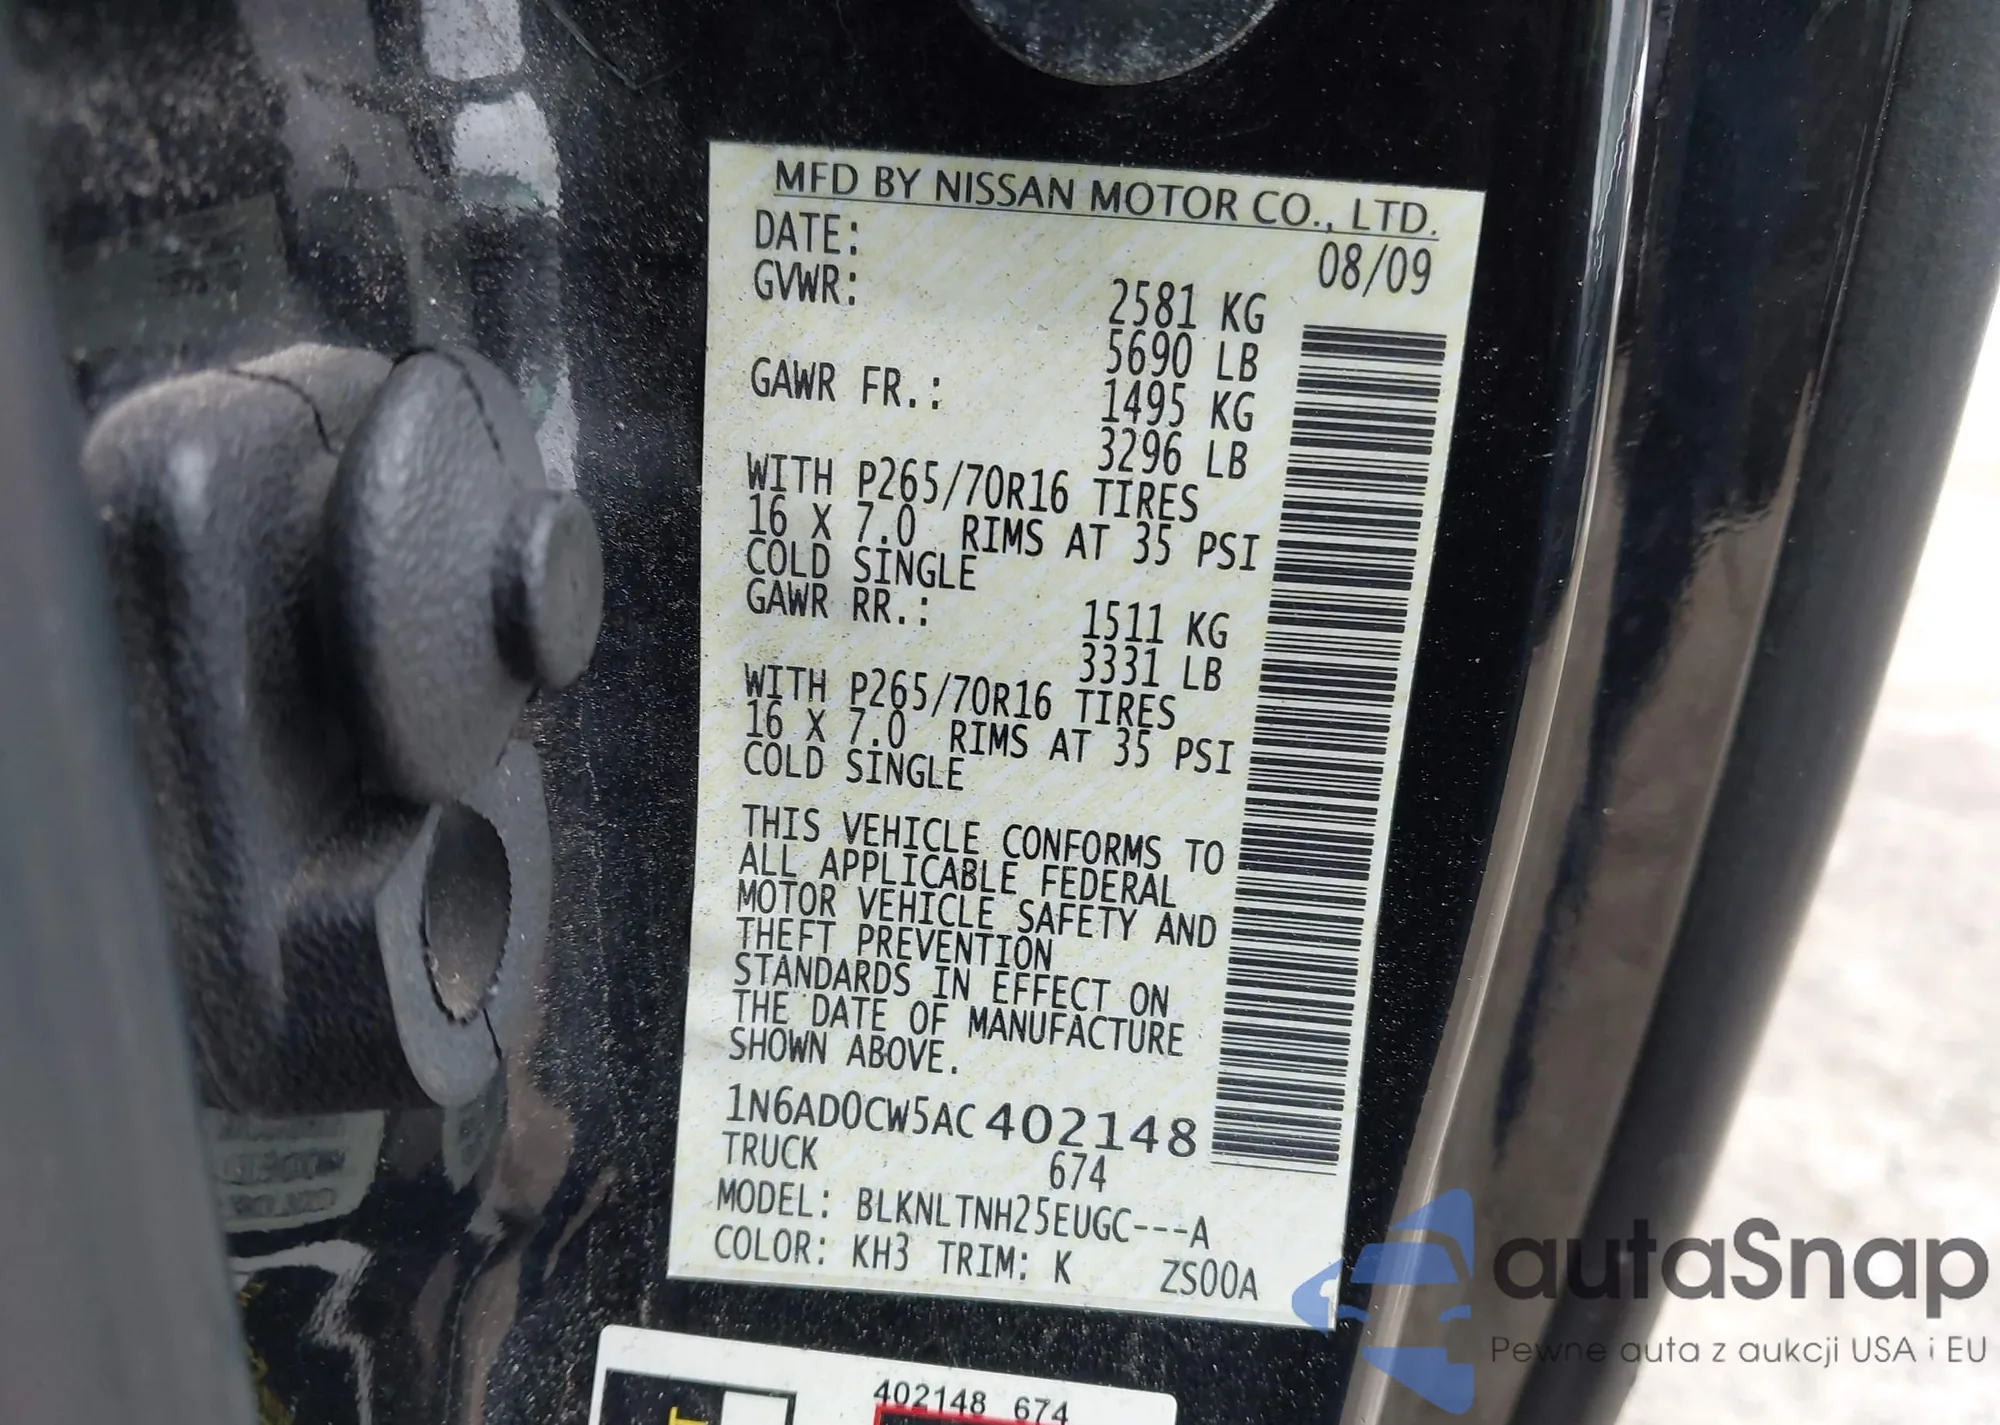 MFD BY NISSAN MOTOR CO., LTD.
DATE: 08/09
GVWR: 2581 KG
5690 LB
GAWR FR.: 1495 KG
3296 LB
WITH P265/70R16 TIRES
16 X 7.0 RIMS AT 35 PSI
COLD SINGLE
GAWR RR.: 1511 KG
3331 LB
WITH P265/70R16 TIRES
16 X 7.0 RIMS AT 35 PSI
COLD SINGLE
THIS VEHICLE CONFORMS TO
ALL APPLICABLE FEDERAL
MOTOR VEHICLE SAFETY AND
THEFT PREVENTION
STANDARDS IN EFFECT ON
THE DATE OF MANUFACTURE
SHOWN ABOVE.
1N6AD0CW5AC402148
TRUCK 674
MODEL: BLKNLTNH25EUGC---A
COLOR: KH3 TRIM: K ZS00A
402148 674
autaSnap
Pewne auta z aukcji USA i EU